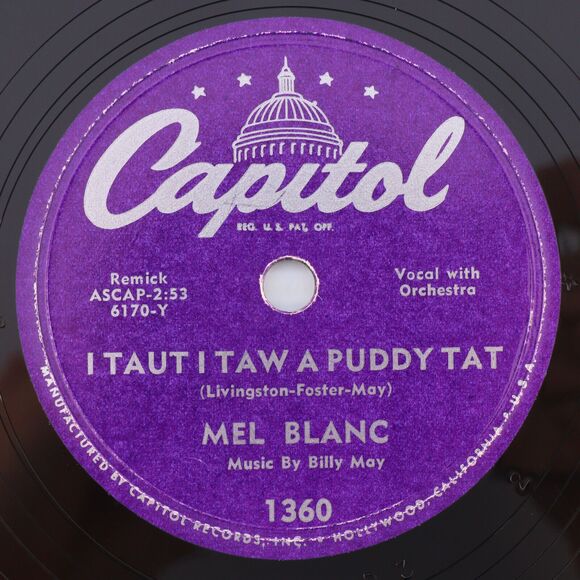 Capitol
REG. U.S. PAT. OFF.
Remick
ASCAP-2:53
6170-Y
Vocal with
Orchestra
I TAUT I TAW A PUDDY TAT
(Livingston-Foster-May)
MEL BLANC
Music By Billy May
1360
MANUFACTURED BY CAPITOL RECORDS, INC. • HOLLYWOOD, CALIFORNIA • U.S.A.